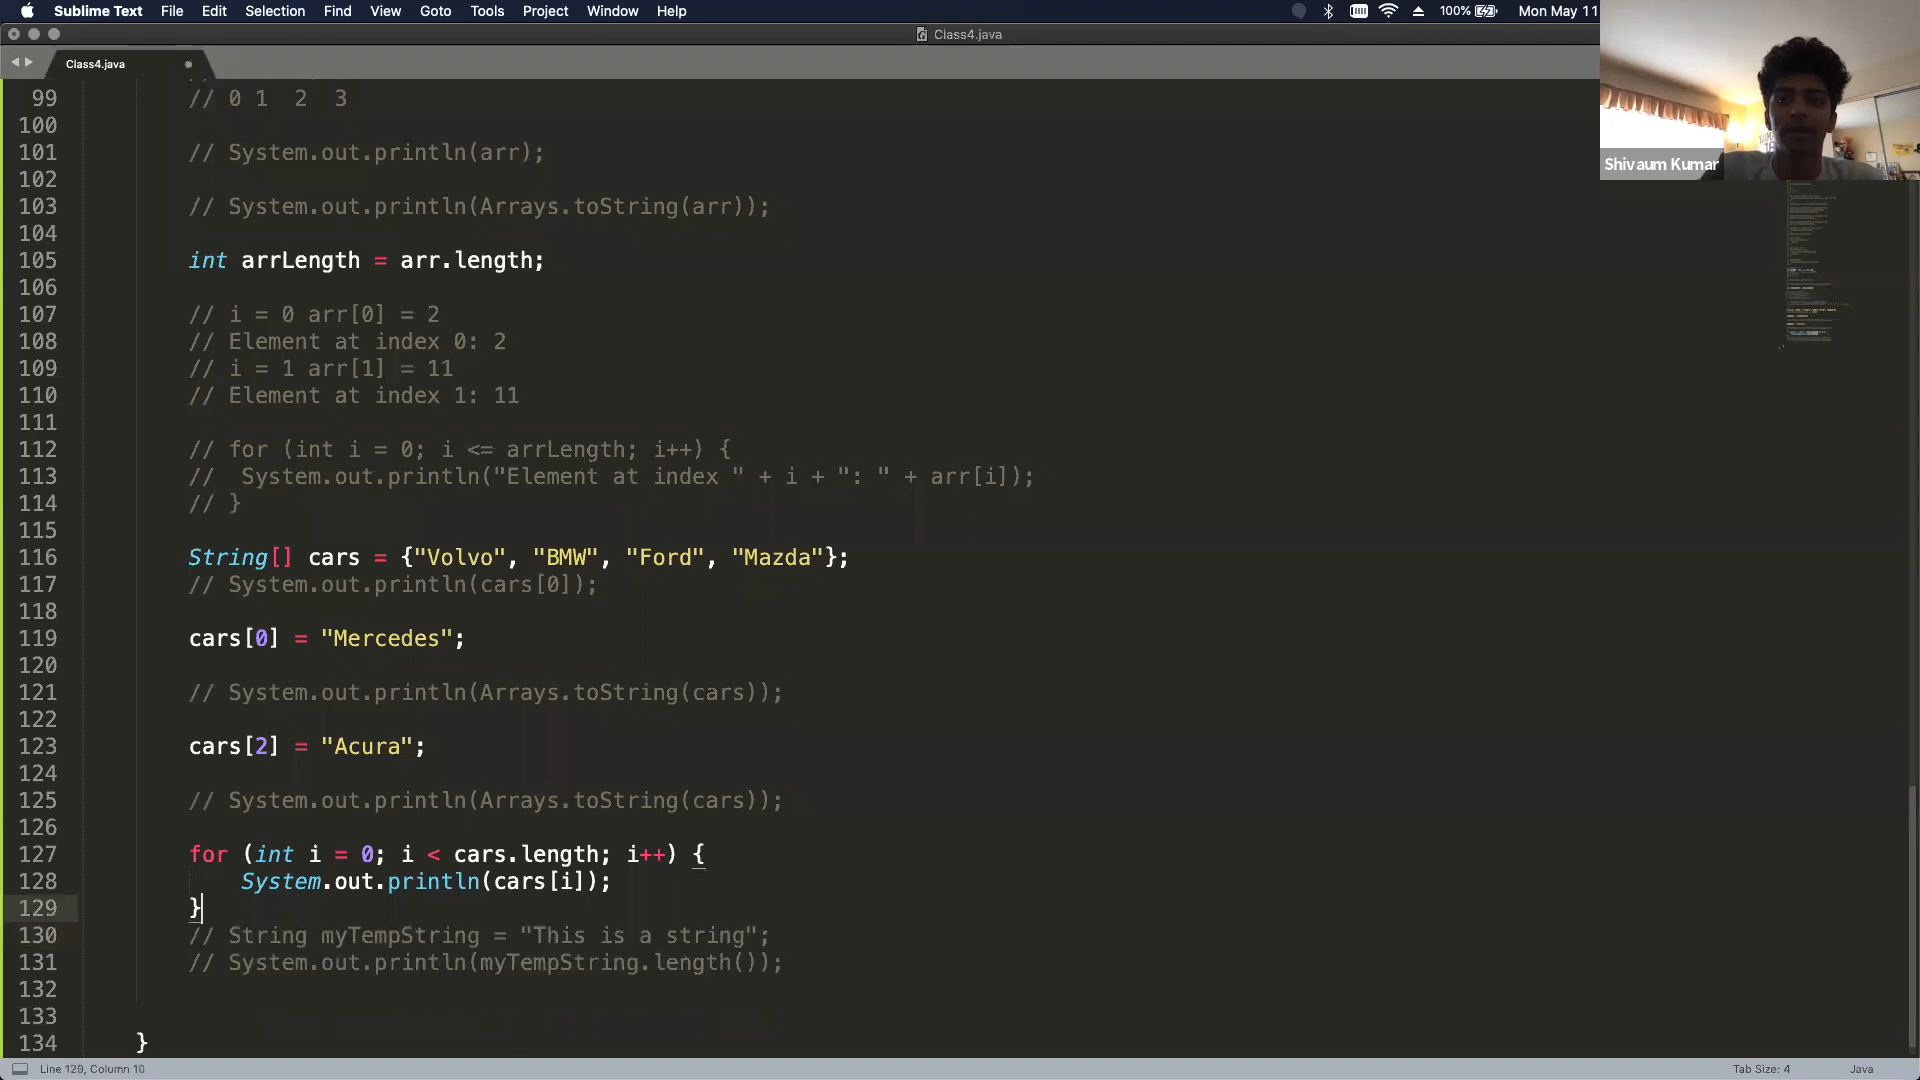 Sublime Text File Edit Selection Find View Goto Tools Project Window Help 100% Mon May 11
Class4.java
Class4.java
Shivaum Kumar
99 // 0 1  2  3
100
101 // System.out.println(arr);
102
103 // System.out.println(Arrays.toString(arr));
104
105 int arrLength = arr.length;
106
107 // i = 0 arr[0] = 2
108 // Element at index 0: 2
109 // i = 1 arr[1] = 11
110 // Element at index 1: 11
111
112 // for (int i = 0; i <= arrLength; i++) {
113 //  System.out.println("Element at index " + i + ": " + arr[i]);
114 // }
115
116 String[] cars = {"Volvo", "BMW", "Ford", "Mazda"};
117 // System.out.println(cars[0]);
118
119 cars[0] = "Mercedes";
120
121 // System.out.println(Arrays.toString(cars));
122
123 cars[2] = "Acura";
124
125 // System.out.println(Arrays.toString(cars));
126
127 for (int i = 0; i < cars.length; i++) {
128     System.out.println(cars[i]);
129 }
130 // String myTempString = "This is a string";
131 // System.out.println(myTempString.length());
132
133
134 }
Line 129, Column 10 Tab Size: 4 Java